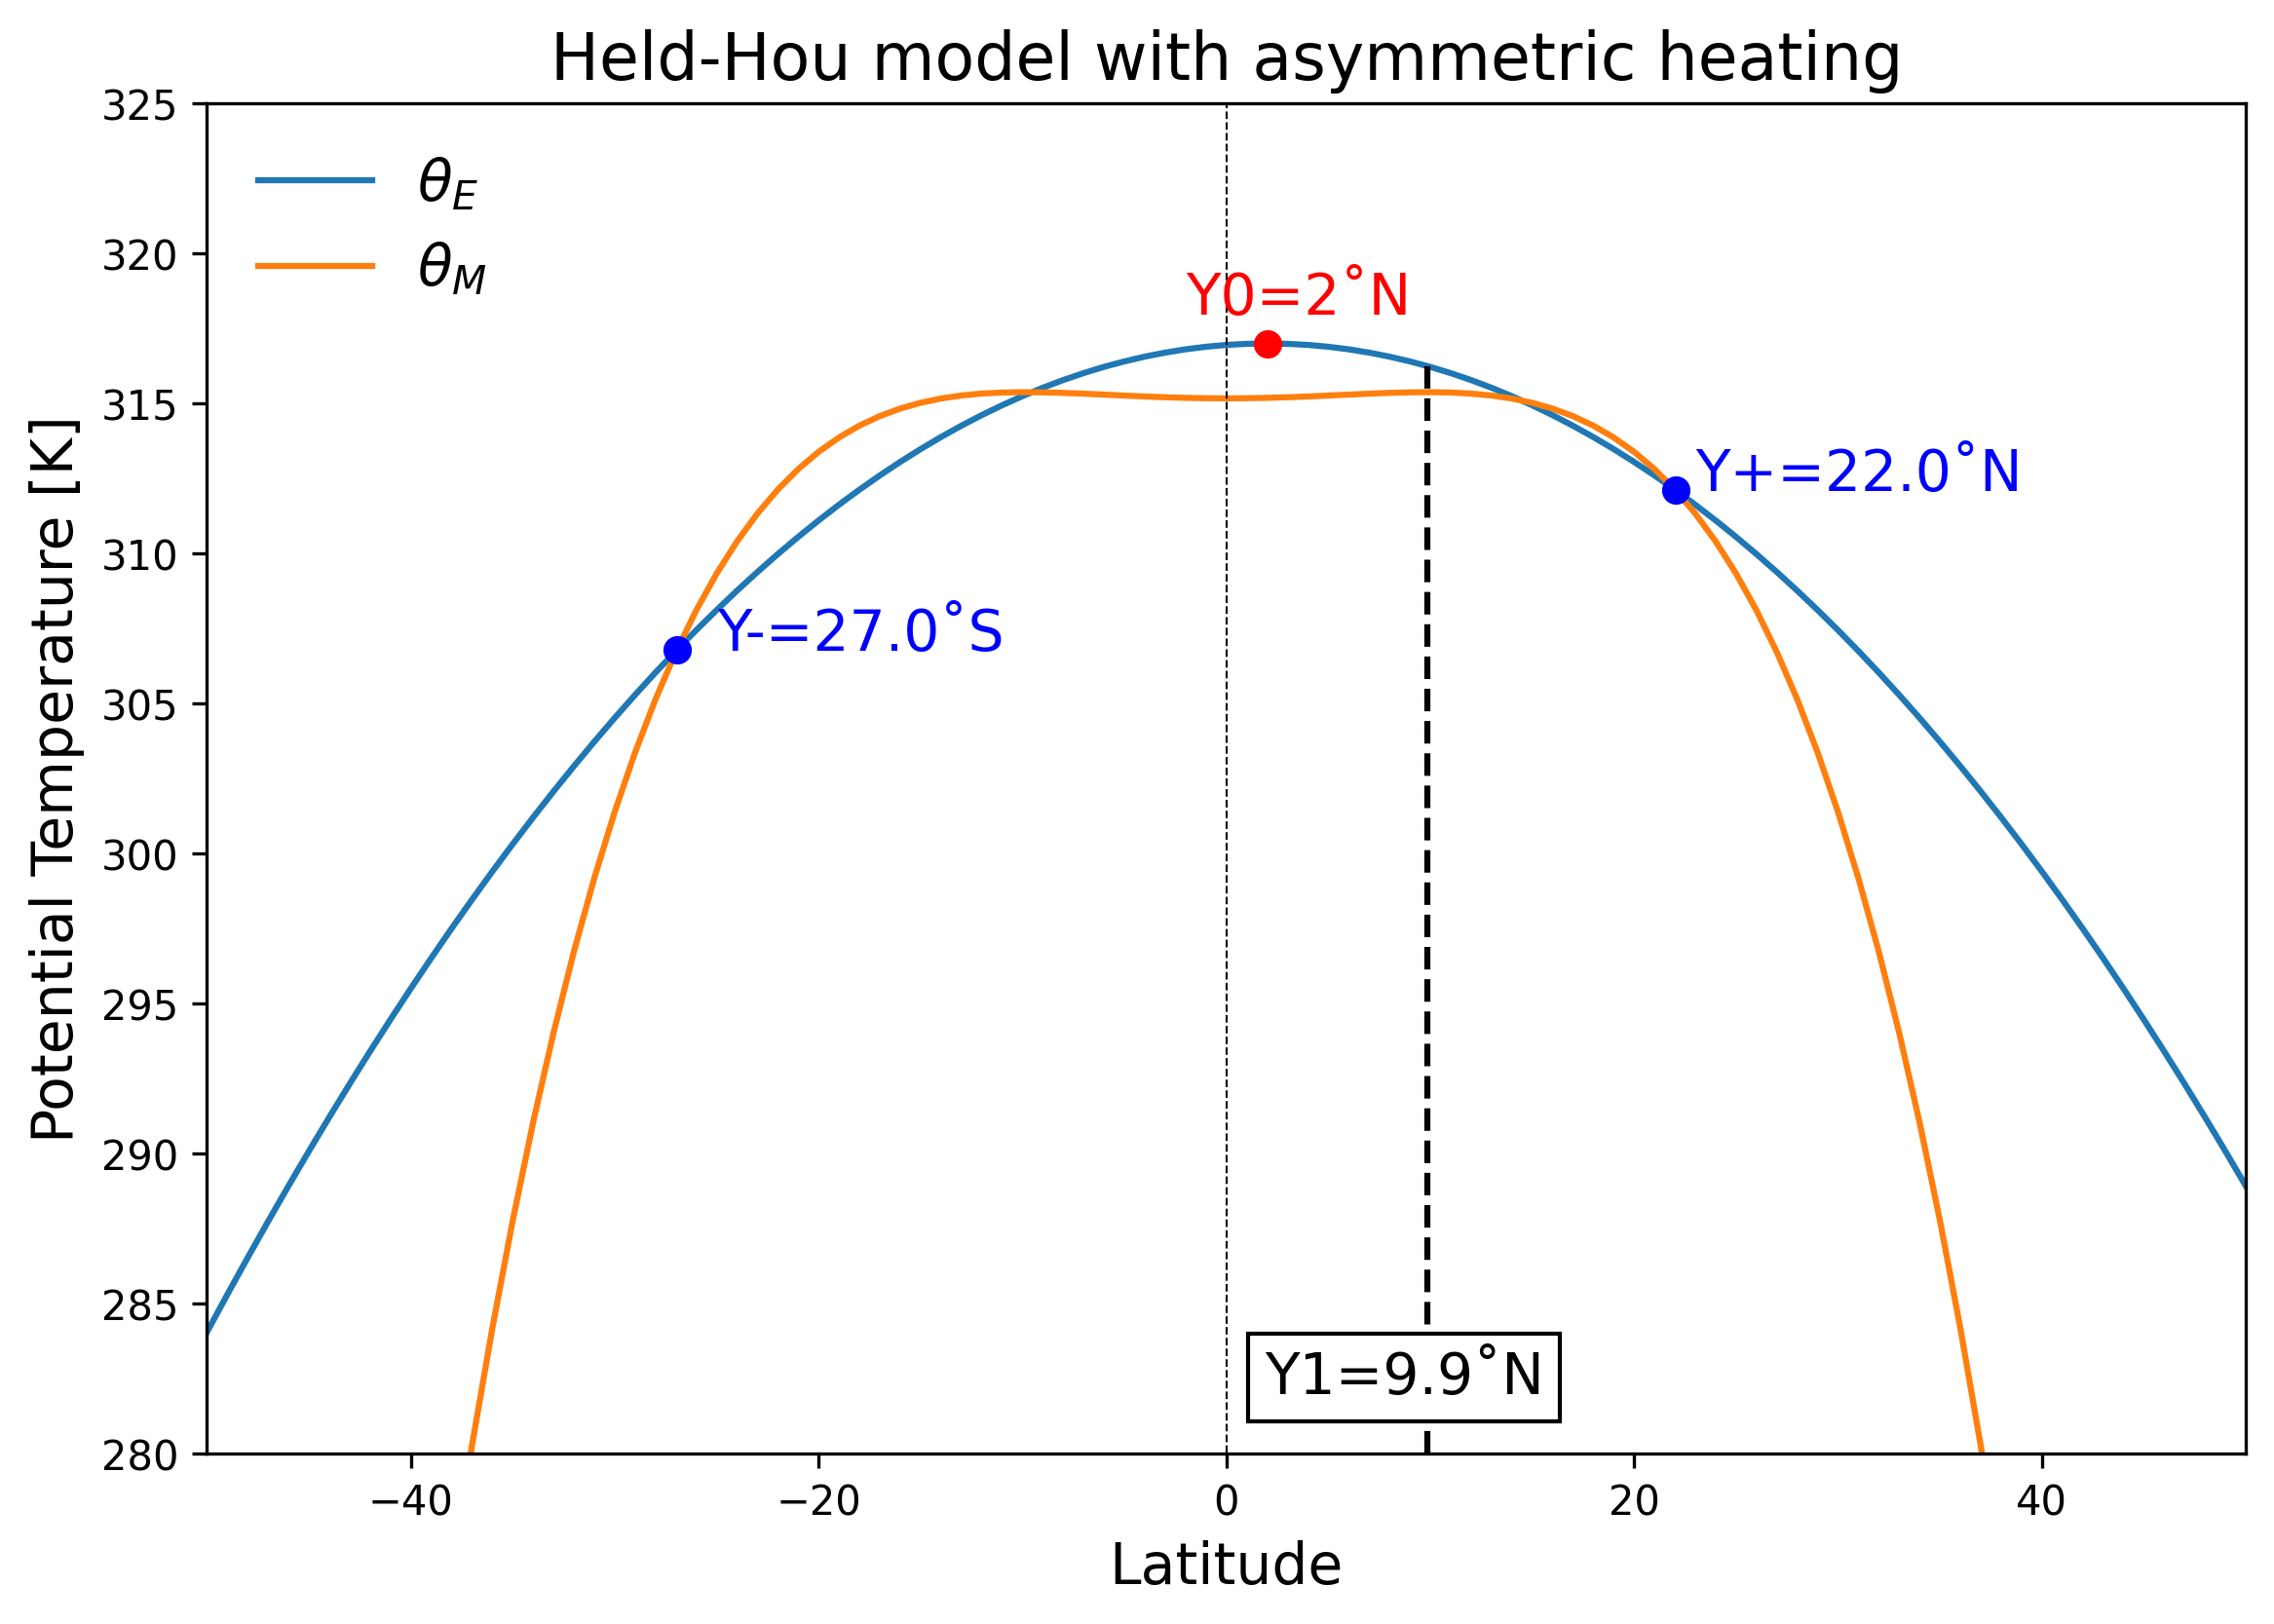 Held-Hou model with asymmetric heating
Potential Temperature [K]
325
320
315
310
305
300
295
290
285
280
θE
θM
Y0=2˚N
Y+=22.0˚N
Y-=27.0˚S
Y1=9.9˚N
−40
−20
0
20
40
Latitude